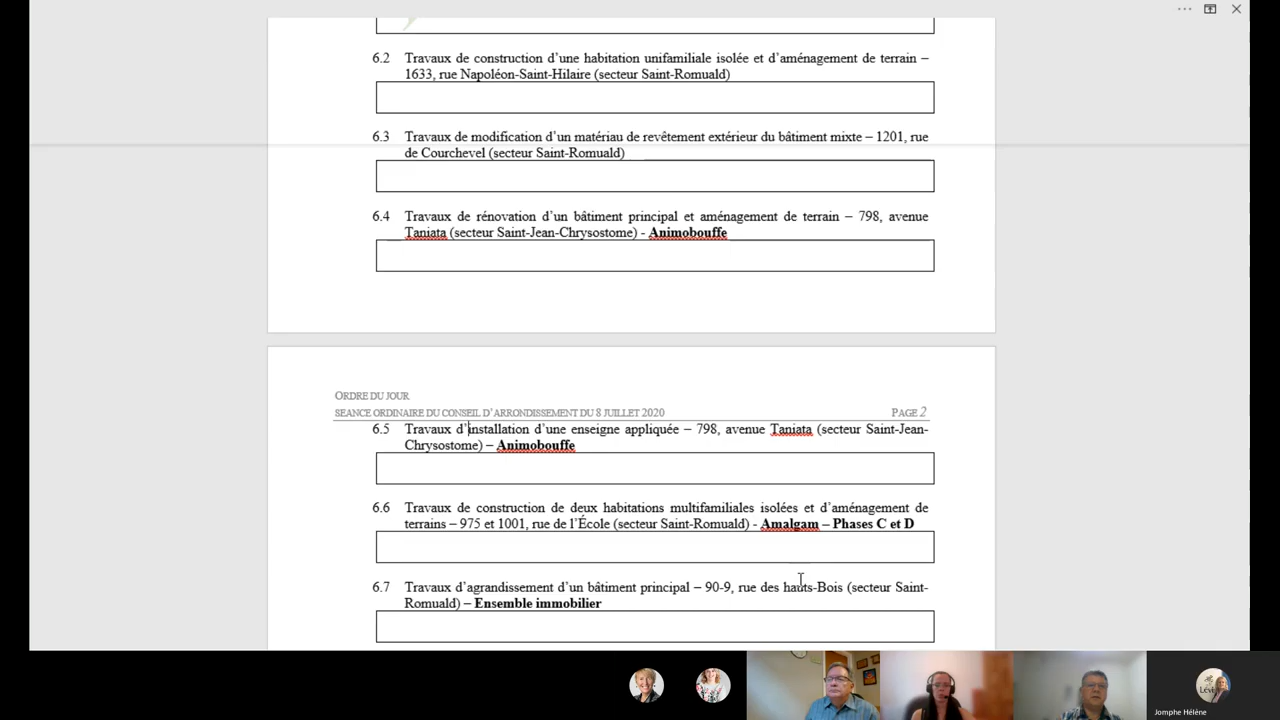 6.2 Travaux de construction d'une habitation unifamiliale isolée et d'aménagement de terrain –
1633, rue Napoléon-Saint-Hilaire (secteur Saint-Romuald)
6.3 Travaux de modification d'un matériau de revêtement extérieur du bâtiment mixte – 1201, rue
de Courchevel (secteur Saint-Romuald)
6.4 Travaux de rénovation d'un bâtiment principal et aménagement de terrain – 798, avenue
Taniata (secteur Saint-Jean-Chrysostome) - Animobouffe
ORDRE DU JOUR
SEANCE ORDINAIRE DU CONSEIL D'ARRONDISSEMENT DU 8 JUILLET 2020 PAGE 2
6.5 Travaux d'installation d'une enseigne appliquée – 798, avenue Taniata (secteur Saint-Jean-
Chrysostome) – Animobouffe
6.6 Travaux de construction de deux habitations multifamiliales isolées et d'aménagement de
terrains – 975 et 1001, rue de l'École (secteur Saint-Romuald) - Amalgam – Phases C et D
6.7 Travaux d'agrandissement d'un bâtiment principal – 90-9, rue des hauts-Bois (secteur Saint-
Romuald) – Ensemble immobilier
Lévis
Jomphe Hélène